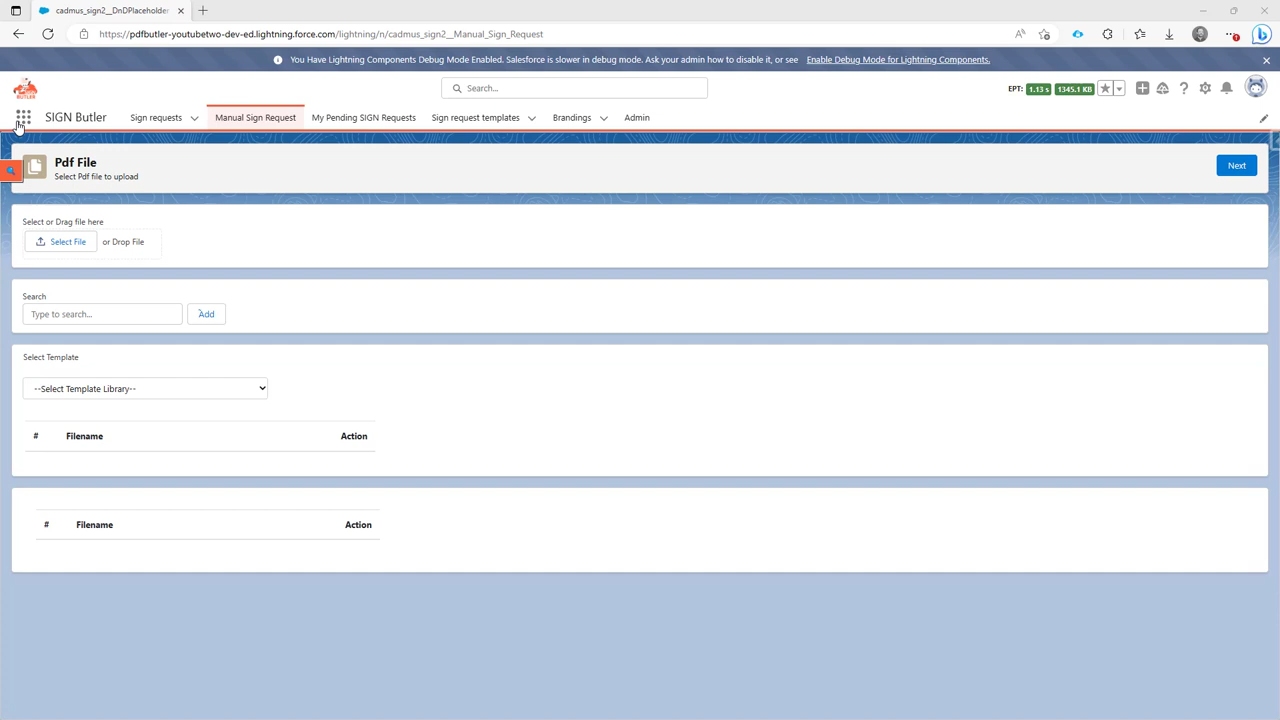 cadmus_sign2__DnDPlaceholder
https://pdfbutler-youtubetwo-dev-ed.lightning.force.com/lightning/n/cadmus_sign2__Manual_Sign_Request
You Have Lightning Components Debug Mode Enabled. Salesforce is slower in debug mode. Ask your admin how to disable it, or see Enable Debug Mode for Lightning Components.
BUTLER
Search...
EPT: 1.13 s 1345.1 KB
SIGN Butler Sign requests Manual Sign Request My Pending SIGN Requests Sign request templates Brandings Admin
Pdf File
Select Pdf file to upload
Next
Select or Drag file here
Select File or Drop File
Search
Type to search... Add
Select Template
--Select Template Library--
# Filename Action
# Filename Action